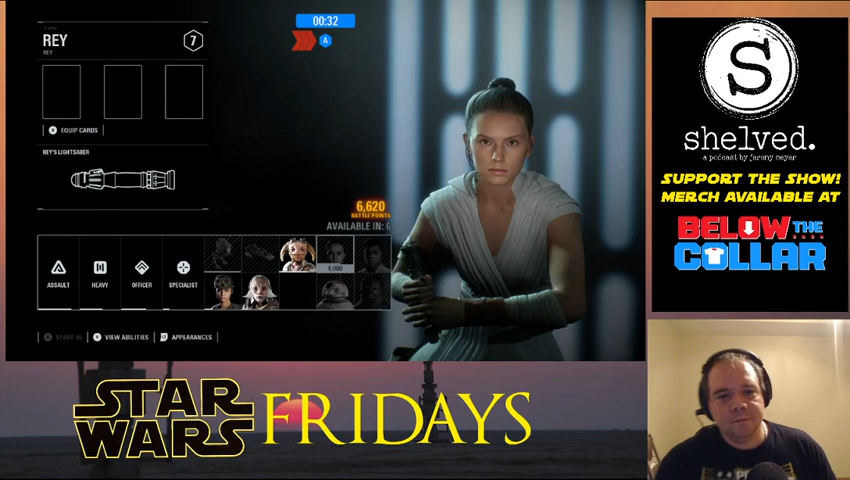 REY
REY
7
EQUIP CARDS
REY'S LIGHTSABER
00:32
A
6,620
BATTLE POINTS
AVAILABLE IN: 6
4,000
ASSAULT
HEAVY
OFFICER
SPECIALIST
START (6)
Y VIEW ABILITIES
APPEARANCES
STAR
WARS
FRIDAYS
S
shelved.
a podcast by jeremy meyer
SUPPORT THE SHOW!
MERCH AVAILABLE AT
BELOW THE
COLLAR